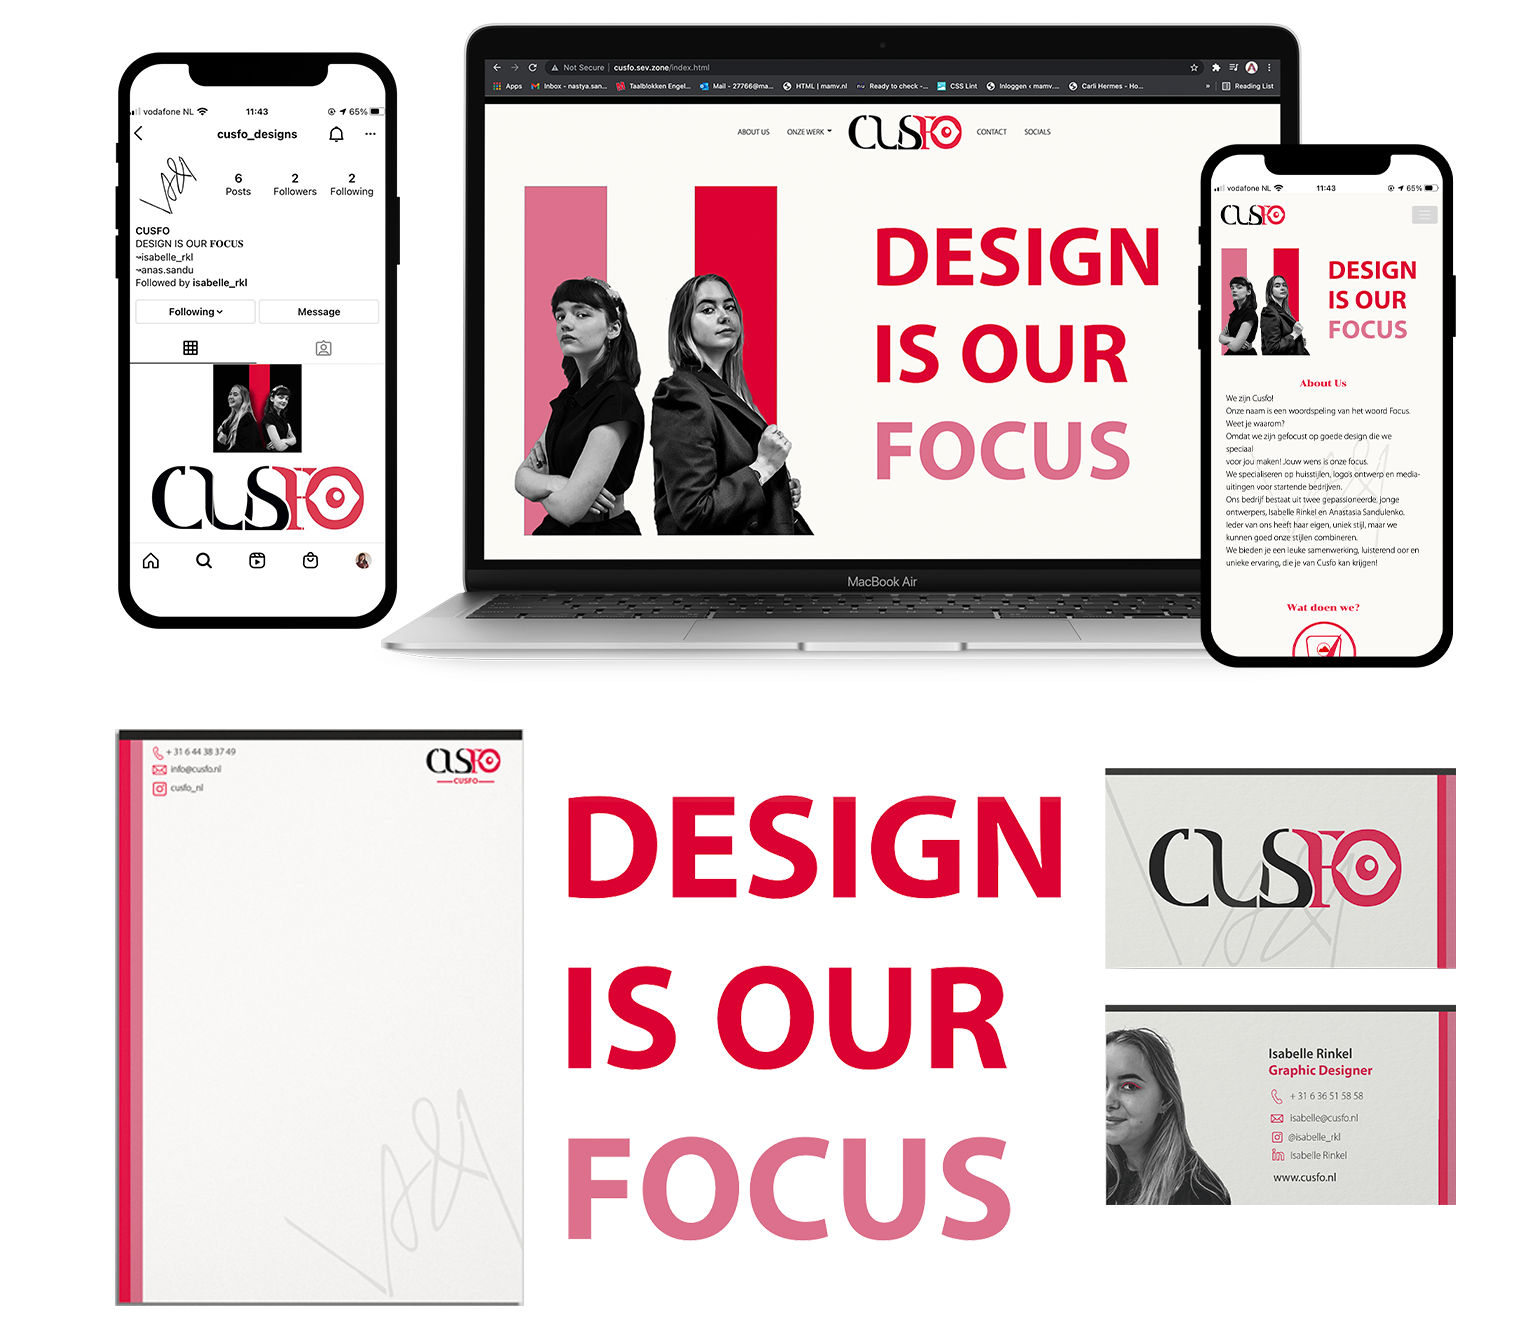 vodafone NL
11:43
65%
cusfo_designs
6
Posts
2
Followers
2
Following
CUSFO
DESIGN IS OUR FOCUS
↝isabelle_rkl
↝anas.sandu
Followed by isabelle_rkl
Following
Message
CUSFO
Not Secure | cusfo.sev.zone/index.html
Apps
Inbox - nastya.san...
Taalblokken Engel...
Mail - 27766@ma...
HTML | mamv.nl
Ready to check -...
CSS Lint
Inloggen ‹ mamv....
Carli Hermes - Ho...
»
Reading List
ABOUT US
ONZE WERK
CUSFO
CONTACT
SOCIALS
DESIGN
IS OUR
FOCUS
MacBook Air
vodafone NL
11:43
65%
CUSFO
DESIGN
IS OUR
FOCUS
About Us
We zijn Cusfo!
Onze naam is een woordspeling van het woord Focus.
Weet je waarom?
Omdat we zijn gefocust op goede design die we
speciaal
voor jou maken! Jouw wens is onze focus.
We specialiseren op huisstijlen, logo's ontwerp en media-
uitingen voor startende bedrijven.
Ons bedrijf bestaat uit twee gepassioneerde, jonge
ontwerpers, Isabelle Rinkel en Anastasia Sandulenko.
Ieder van ons heeft haar eigen, uniek stijl, maar we
kunnen goed onze stijlen combineren.
We bieden je een leuke samenwerking, luisterend oor en
unieke ervaring, die je van Cusfo kan krijgen!
Wat doen we?
+ 31 6 44 38 37 49
info@cusfo.nl
cusfo_nl
CUSFO
CUSFO
DESIGN
IS OUR
FOCUS
CUSFO
Isabelle Rinkel
Graphic Designer
+ 31 6 36 51 58 58
isabelle@cusfo.nl
@isabelle_rkl
Isabelle Rinkel
www.cusfo.nl